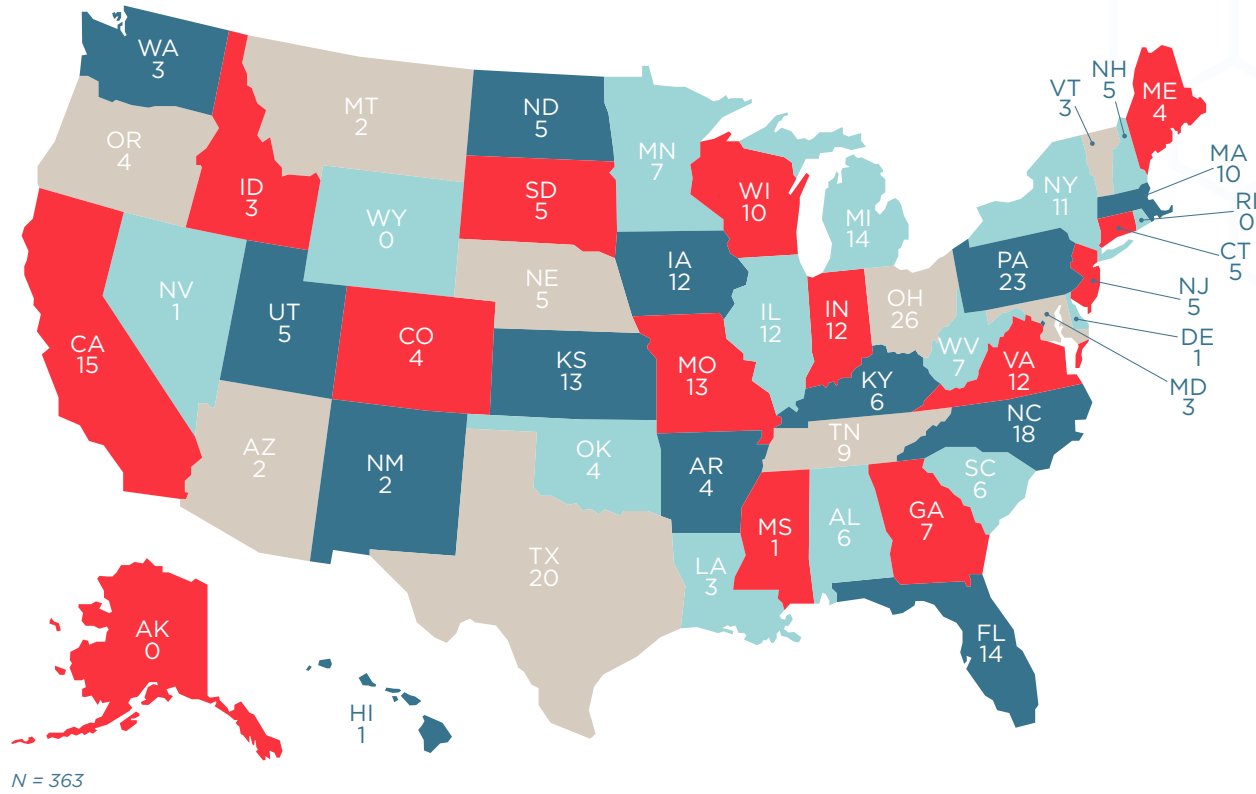 WA
3
OR
4
CA
15
ID
3
NV
1
MT
2
WY
0
UT
5
AZ
2
CO
4
NM
2
ND
5
SD
5
NE
5
KS
13
OK
4
TX
20
MN
7
IA
12
MO
13
AR
4
LA
3
WI
10
IL
12
MI
14
IN
12
OH
26
KY
6
TN
9
MS
1
AL
6
GA
7
FL
14
SC
6
NC
18
VA
12
WV
7
PA
23
NY
11
VT
3
NH
5
ME
4
MA
10
RI
0
CT
5
NJ
5
DE
1
MD
3
AK
0
HI
1
N = 363